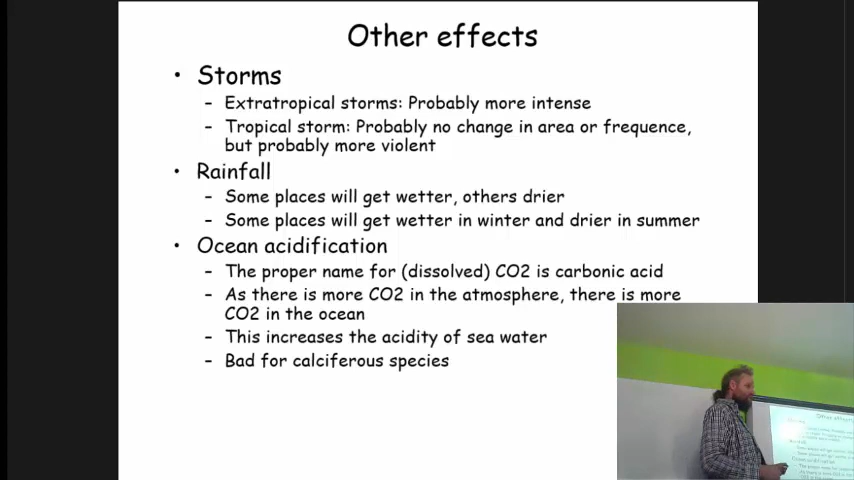 Other effects
• Storms
– Extratropical storms: Probably more intense
– Tropical storm: Probably no change in area or frequence,
but probably more violent
• Rainfall
– Some places will get wetter, others drier
– Some places will get wetter in winter and drier in summer
• Ocean acidification
– The proper name for (dissolved) CO2 is carbonic acid
– As there is more CO2 in the atmosphere, there is more
CO2 in the ocean
– This increases the acidity of sea water
– Bad for calciferous species
Other effects